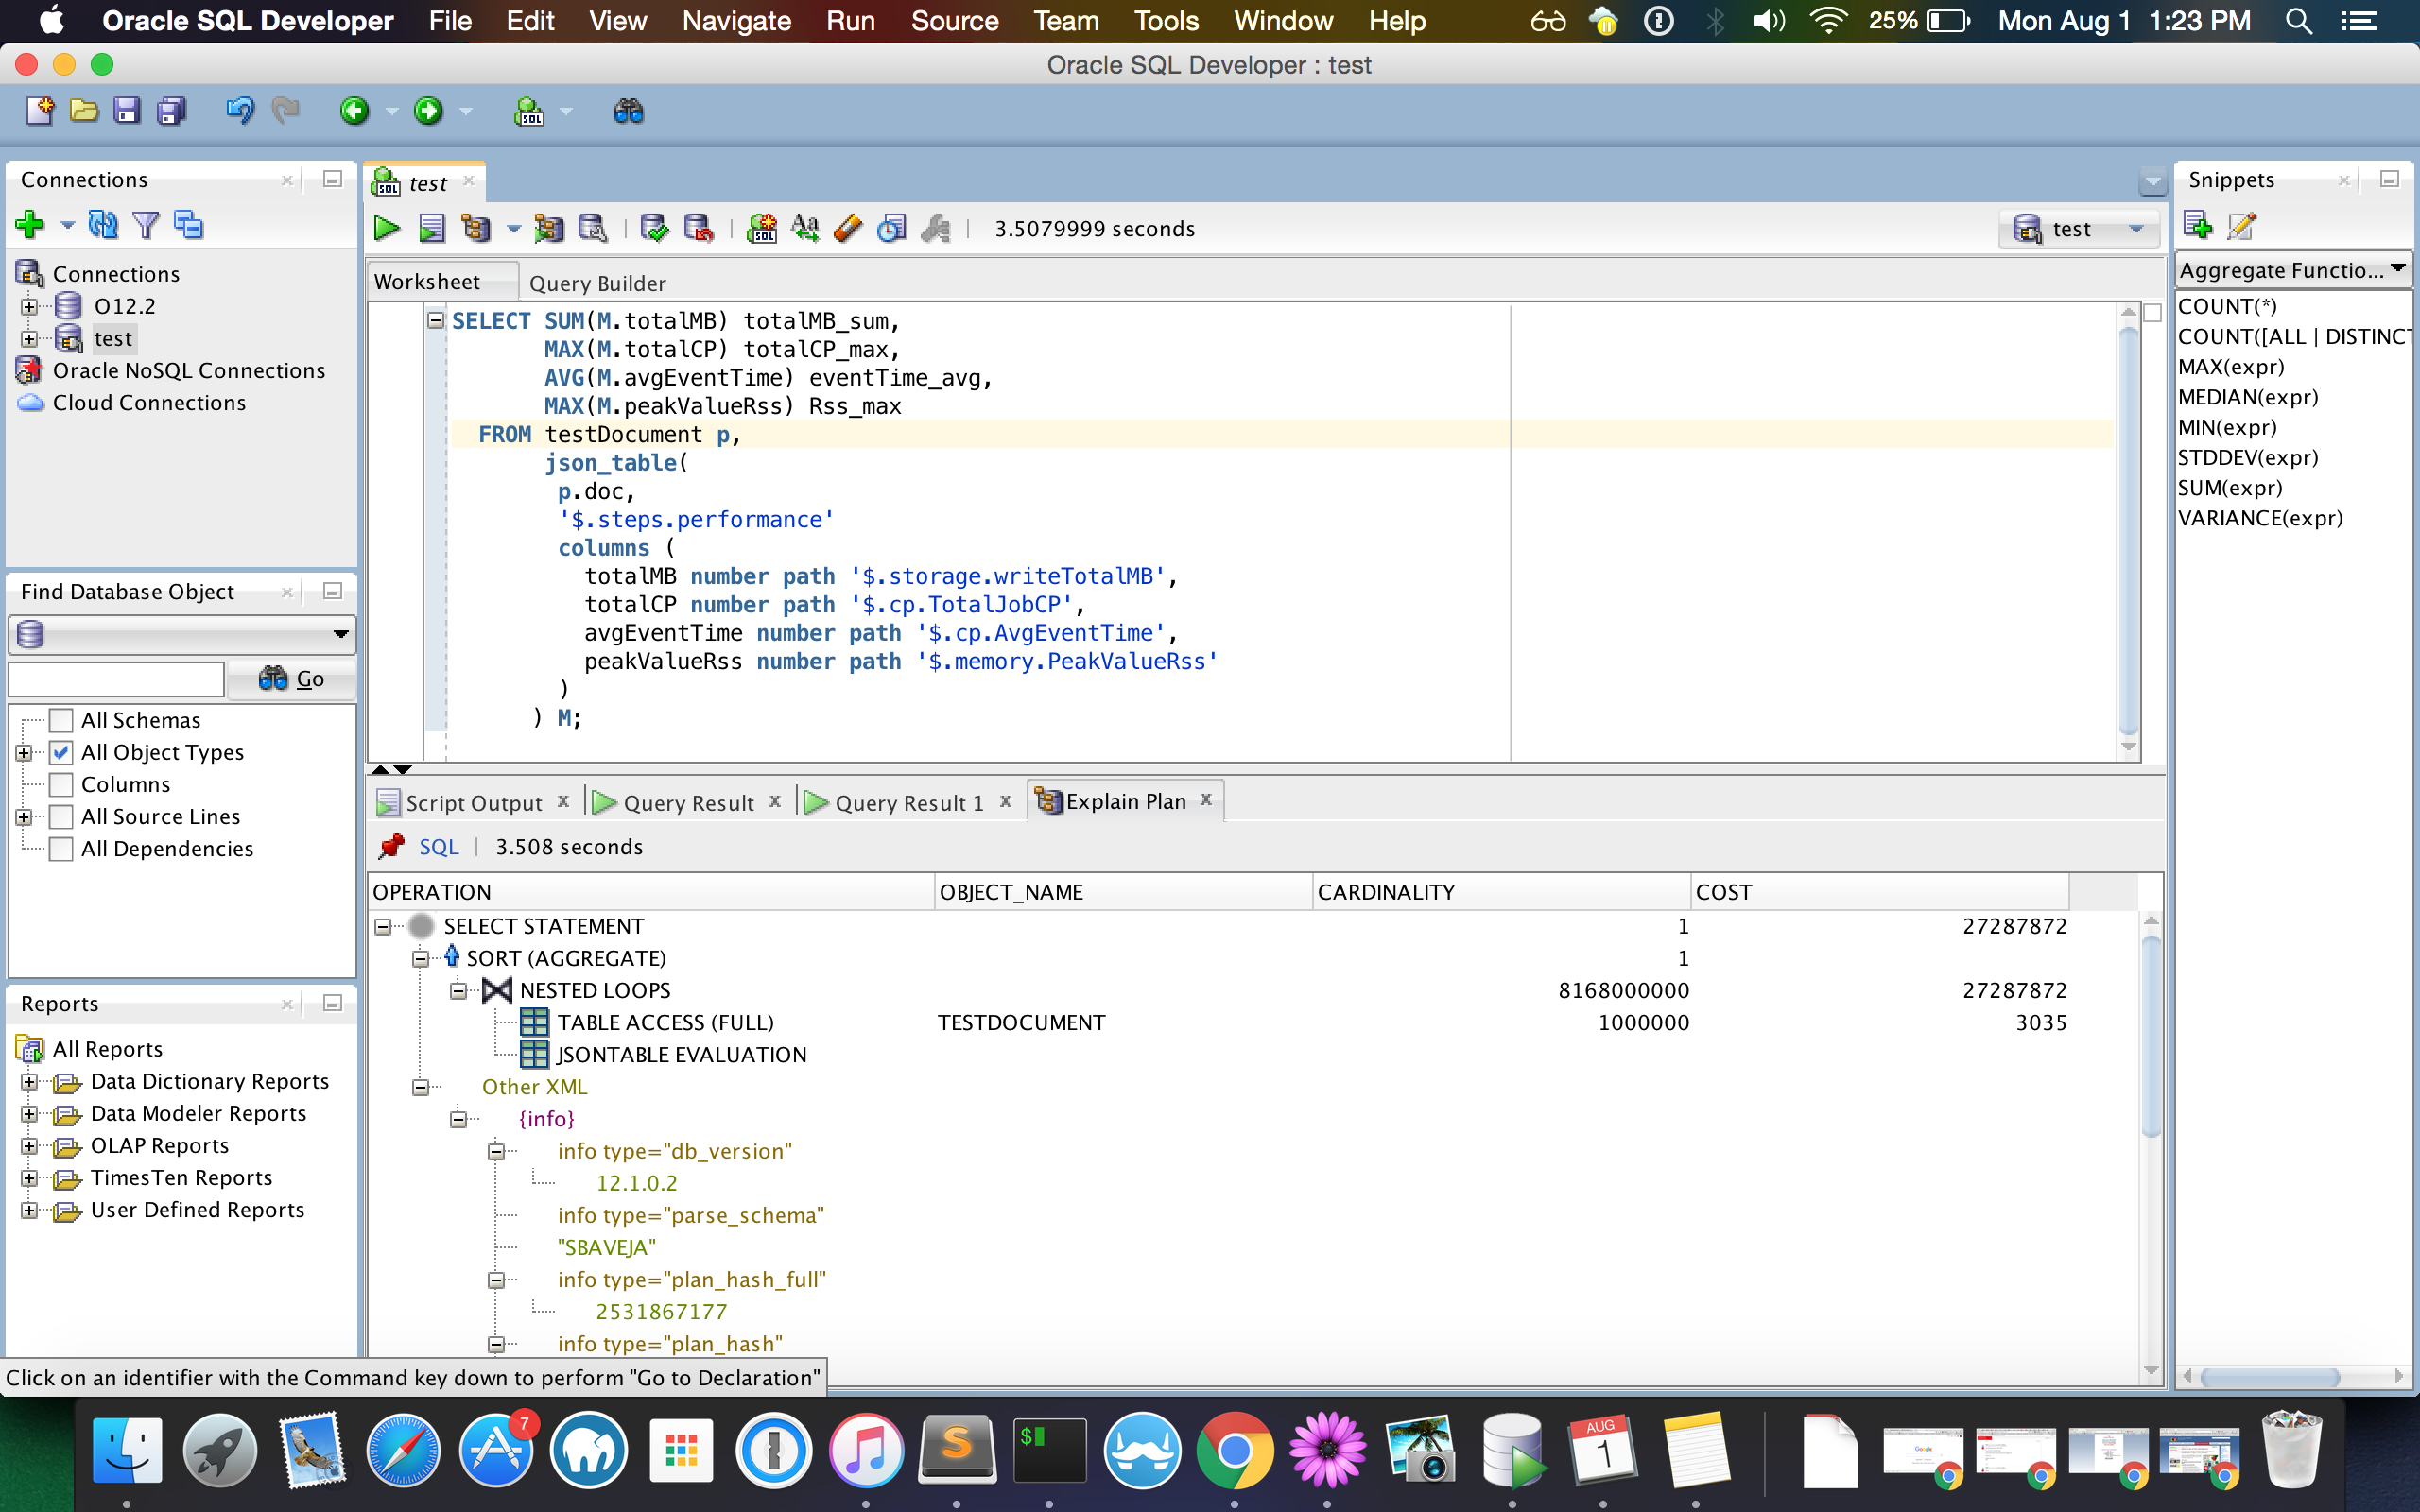 Oracle SQL Developer File Edit View Navigate Run Source Team Tools Window Help 25% Mon Aug 1 1:23 PM
Oracle SQL Developer : test
Connections
Connections
O12.2
test
Oracle NoSQL Connections
Cloud Connections
Find Database Object
Go
All Schemas
All Object Types
Columns
All Source Lines
All Dependencies
Reports
All Reports
Data Dictionary Reports
Data Modeler Reports
OLAP Reports
TimesTen Reports
User Defined Reports
test
3.5079999 seconds
test
Worksheet Query Builder
SELECT SUM(M.totalMB) totalMB_sum,
MAX(M.totalCP) totalCP_max,
AVG(M.avgEventTime) eventTime_avg,
MAX(M.peakValueRss) Rss_max
FROM testDocument p,
json_table(
p.doc,
'$.steps.performance'
columns (
totalMB number path '$.storage.writeTotalMB',
totalCP number path '$.cp.TotalJobCP',
avgEventTime number path '$.cp.AvgEventTime',
peakValueRss number path '$.memory.PeakValueRss'
)
) M;
Script Output Query Result Query Result 1 Explain Plan
SQL 3.508 seconds
OPERATION OBJECT_NAME CARDINALITY COST
SELECT STATEMENT 1 27287872
SORT (AGGREGATE) 1
NESTED LOOPS 8168000000 27287872
TABLE ACCESS (FULL) TESTDOCUMENT 1000000 3035
JSONTABLE EVALUATION
Other XML
{info}
info type="db_version"
12.1.0.2
info type="parse_schema"
"SBAVEJA"
info type="plan_hash_full"
2531867177
info type="plan_hash"
Snippets
Aggregate Functio...
COUNT(*)
COUNT([ALL | DISTINCT
MAX(expr)
MEDIAN(expr)
MIN(expr)
STDDEV(expr)
SUM(expr)
VARIANCE(expr)
Click on an identifier with the Command key down to perform "Go to Declaration"
7
S
$
AUG
1